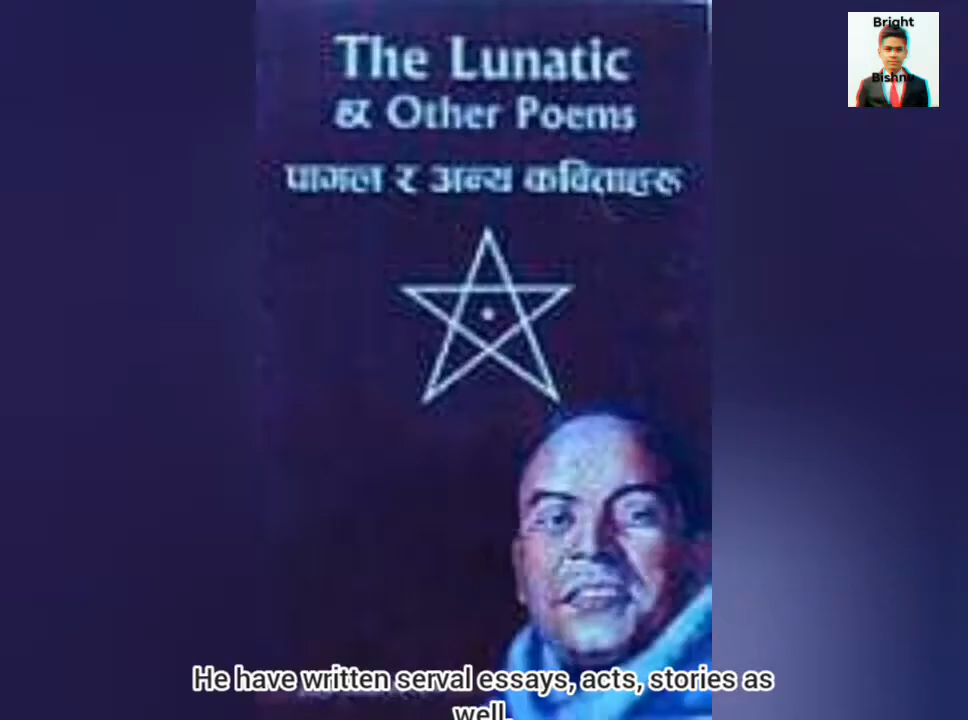 The Lunatic
& Other Poems
पागल र अन्य कविताहरु
Bright
Bishnu
He have written serval essays, acts, stories as
well.